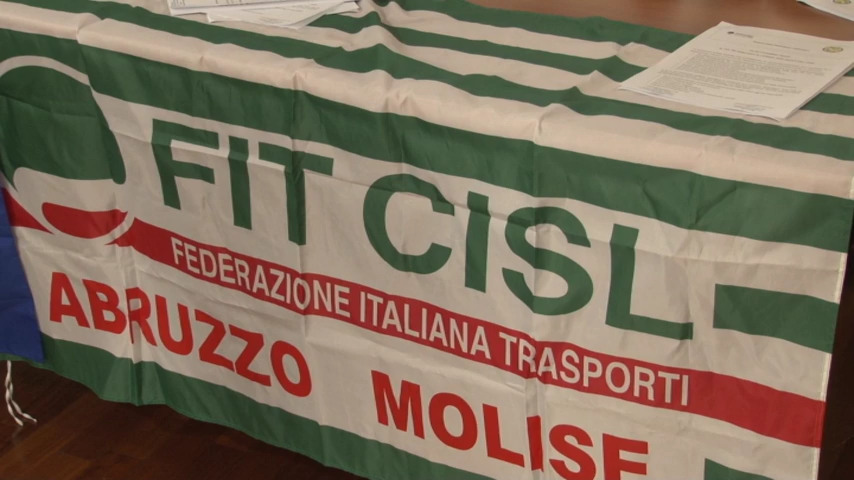 FIT CISL
FEDERAZIONE ITALIANA TRASPORTI
ABRUZZO MOLISE